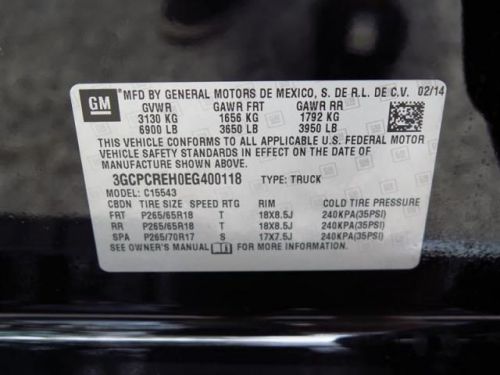 GM MFD BY GENERAL MOTORS DE MEXICO, S. DE R.L. DE C.V. 02/14
GVWR GAWR FRT GAWR RR
3130 KG 1656 KG 1792 KG
6900 LB 3650 LB 3950 LB
THIS VEHICLE CONFORMS TO ALL APPLICABLE U.S. FEDERAL MOTOR
VEHICLE SAFETY STANDARDS IN EFFECT ON THE DATE OF
MANUFACTURE SHOWN ABOVE.
3GCPCREH0EG400118 TYPE: TRUCK
MODEL: C15543
CBDN TIRE SIZE SPEED RTG RIM COLD TIRE PRESSURE
FRT P265/65R18 T 18X8.5J 240KPA(35PSI)
RR P265/65R18 T 18X8.5J 240KPA(35PSI)
SPA P265/70R17 S 17X7.5J 240KPA(35PSI)
SEE OWNER'S MANUAL FOR MORE INFORMATION.